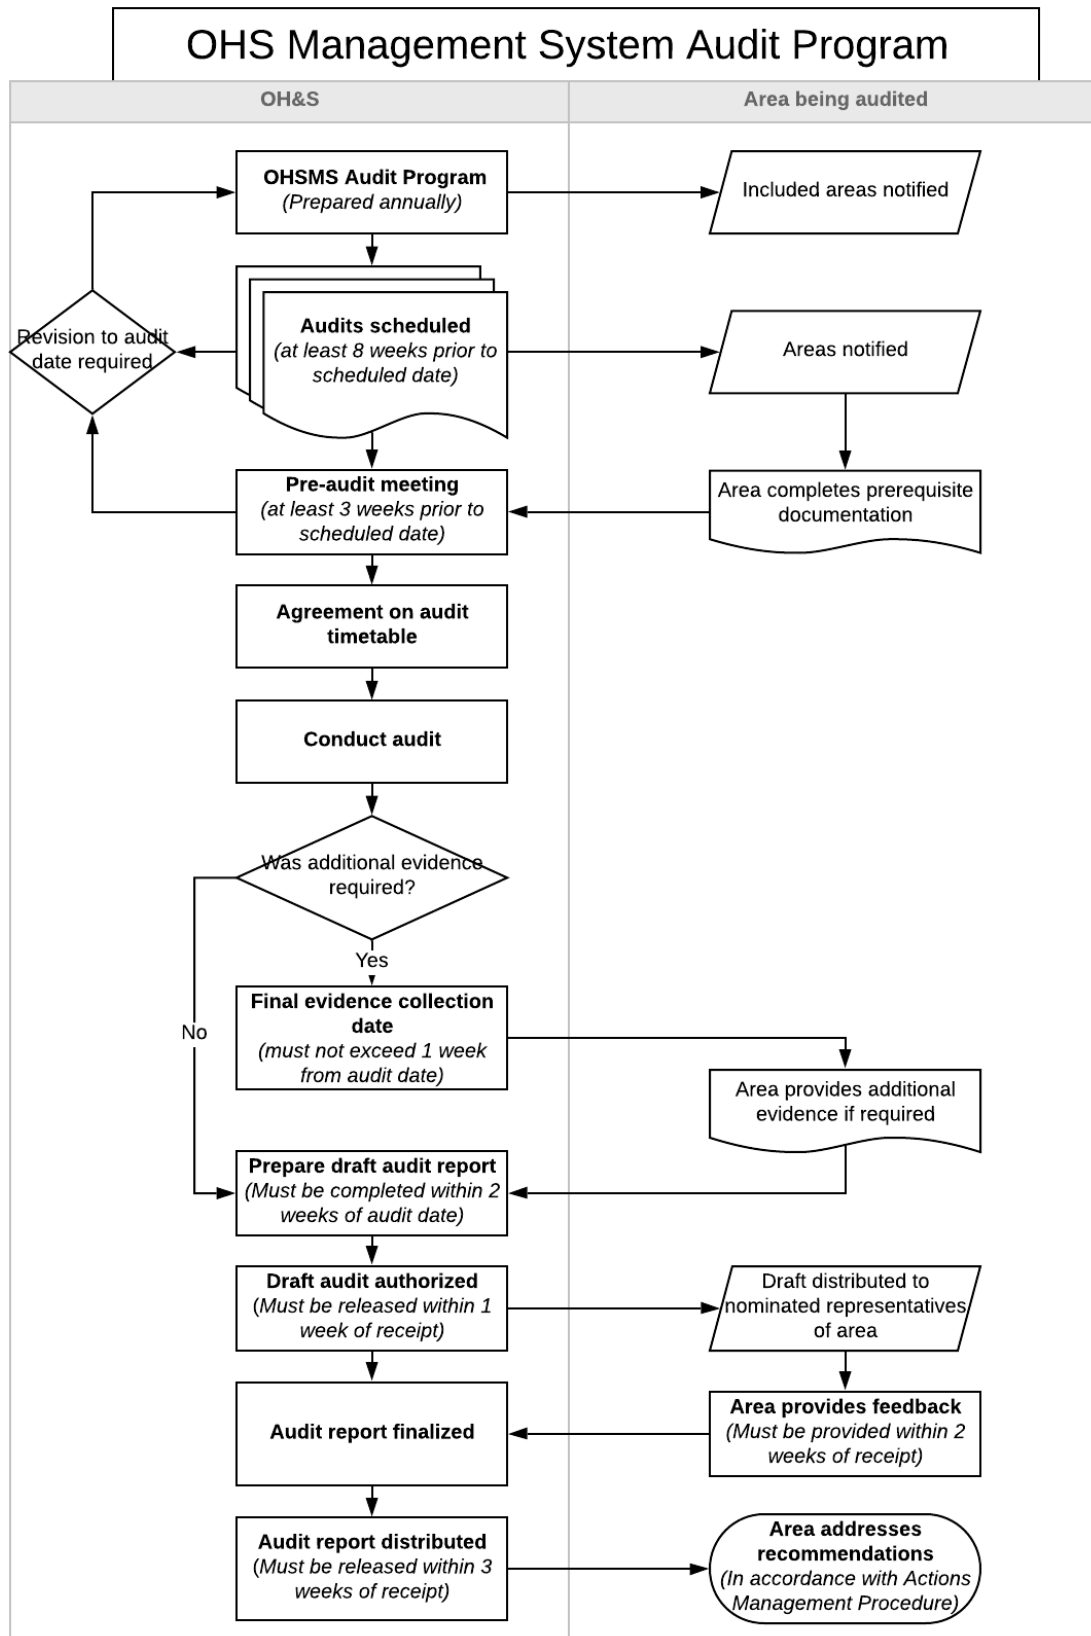 OHS Management System Audit Program
OH&S
Area being audited
OHSMS Audit Program
(Prepared annually)
Included areas notified
Revision to audit
date required
Audits scheduled
(at least 8 weeks prior to
scheduled date)
Areas notified
Pre-audit meeting
(at least 3 weeks prior to
scheduled date)
Area completes prerequisite
documentation
Agreement on audit
timetable
Conduct audit
Was additional evidence
required?
Yes
No
Final evidence collection
date
(must not exceed 1 week
from audit date)
Area provides additional
evidence if required
Prepare draft audit report
(Must be completed within 2
weeks of audit date)
Draft audit authorized
(Must be released within 1
week of receipt)
Draft distributed to
nominated representatives
of area
Audit report finalized
Area provides feedback
(Must be provided within 2
weeks of receipt)
Audit report distributed
(Must be released within 3
weeks of receipt)
Area addresses
recommendations
(In accordance with Actions
Management Procedure)